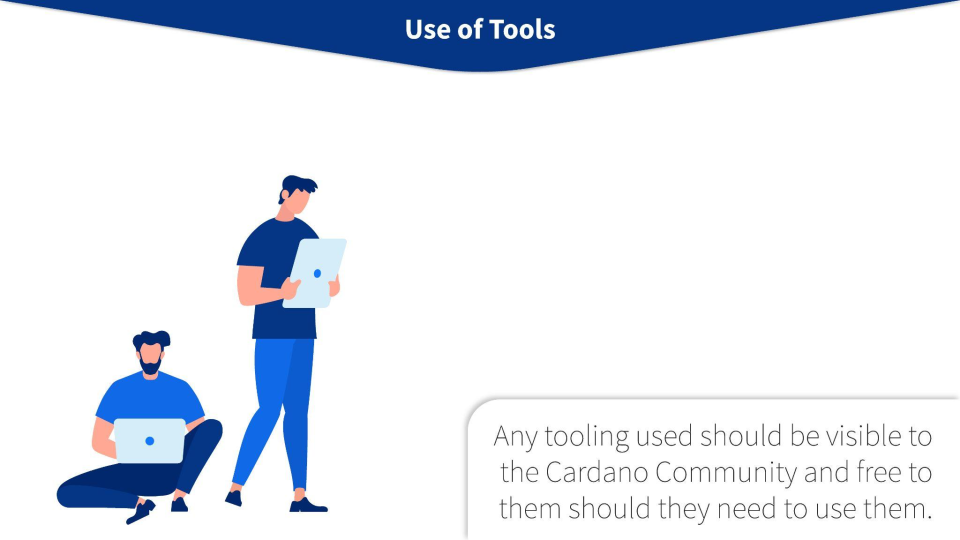 Use of Tools
Any tooling used should be visible to
the Cardano Community and free to
them should they need to use them.